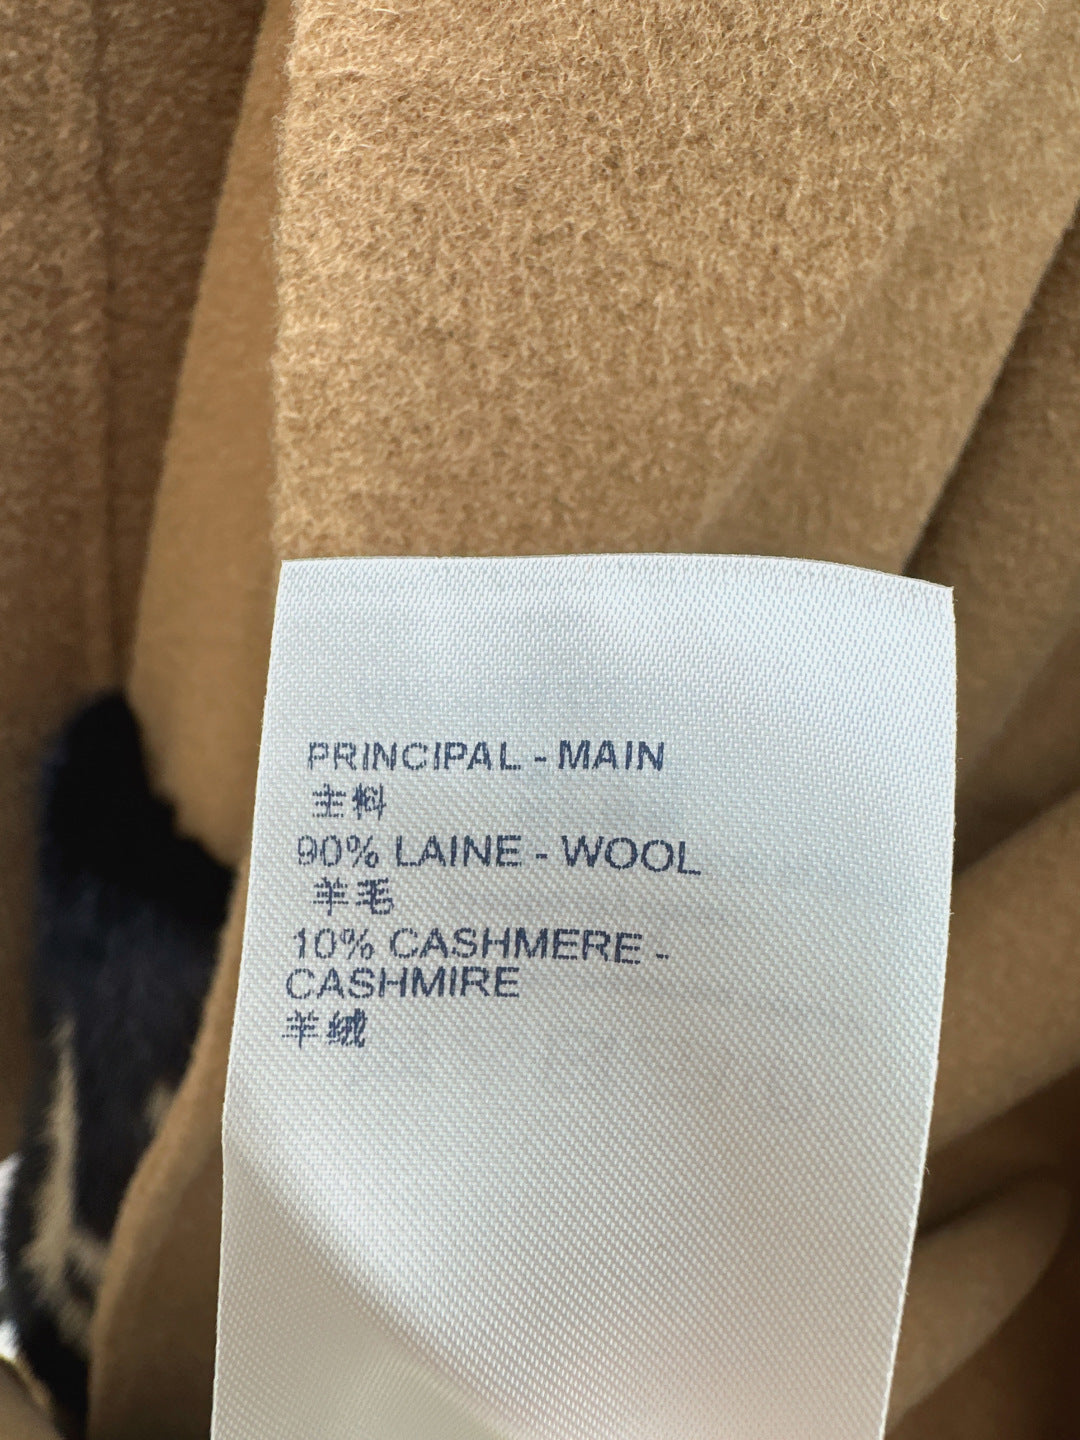 PRINCIPAL - MAIN
主料
90% LAINE - WOOL
羊毛
10% CASHMERE -
CASHMIRE
羊绒